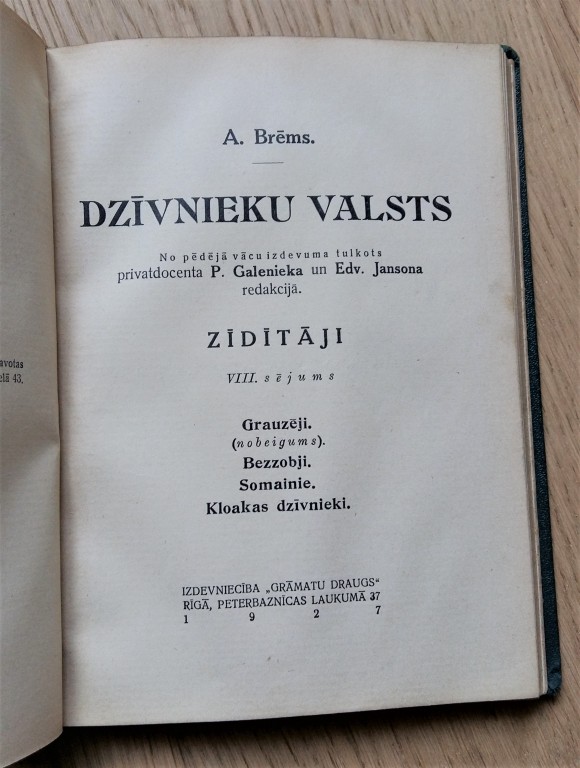 avotas
elā 43.
A. Brēms.
DZĪVNIEKU VALSTS
No pēdējā vācu izdevuma tulkots
privatdocenta P. Galenieka un Edv. Jansona
redakcijā.
ZĪDĪTĀJI
VIII. sējums
Grauzēji.
(nobeigums).
Bezzobji.
Somainie.
Kloakas dzīvnieki.
IZDEVNIECĪBA „GRĀMATU DRAUGS“
RĪGĀ, PETERBAZNĪCAS LAUKUMĀ 37
1927